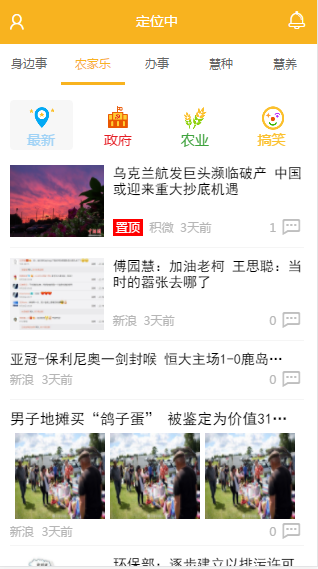 定位中
身边事 农家乐 办事 慧种 慧养
最新 政府 农业 搞笑
乌克兰航发巨头濒临破产 中国
或迎来重大抄底机遇
置顶 积微 3天前 1
傅园慧：加油老柯 王思聪：当
时的嚣张去哪了
新浪 3天前 0
亚冠-保利尼奥一剑封喉 恒大主场1-0鹿岛…
新浪 3天前 0
男子地摊买“鸽子蛋” 被鉴定为价值31…
新浪 3天前 0
环保部：逐步建立以排污许可